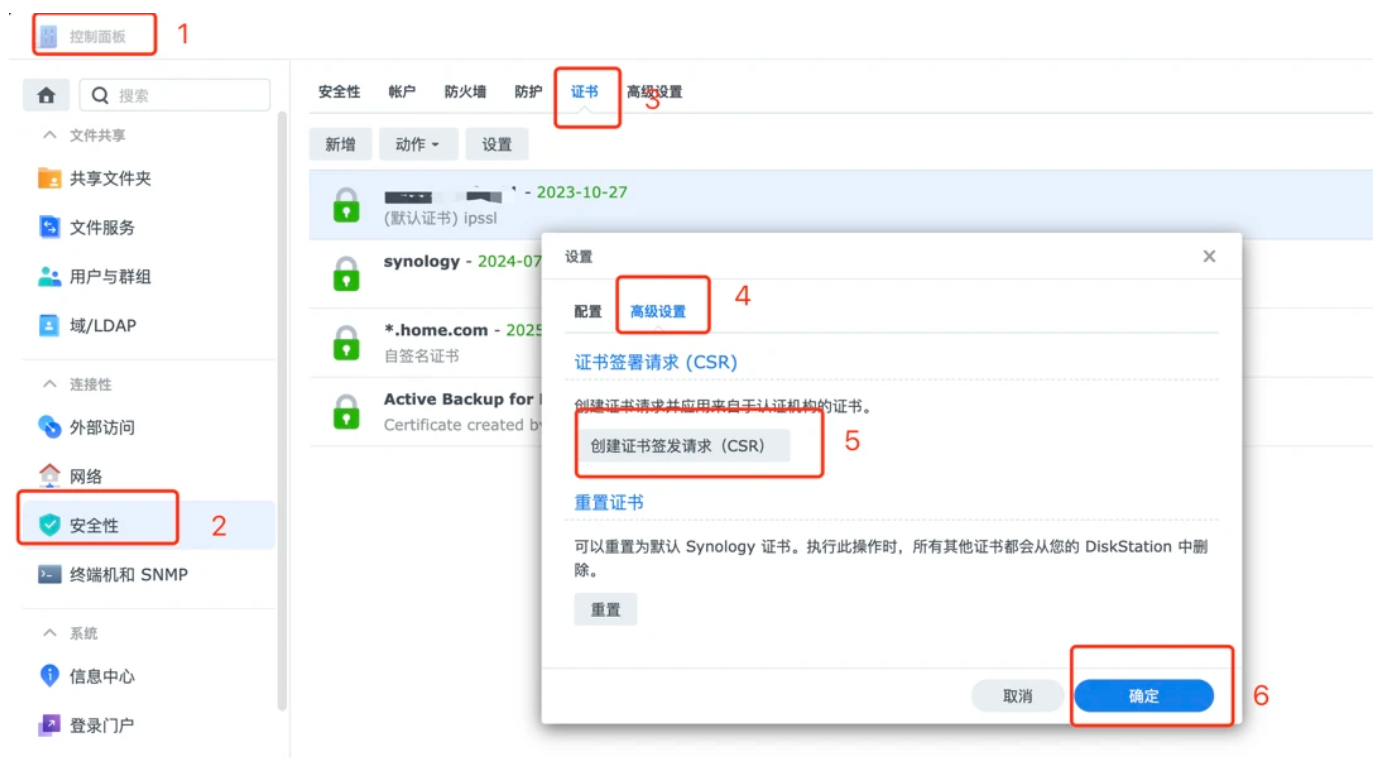 控制面板 1
搜索
文件共享
共享文件夹
文件服务
用户与群组
域/LDAP
连接性
外部访问
网络
安全性 2
终端机和 SNMP
系统
信息中心
登录门户
安全性 帐户 防火墙 防护 证书 高级设置
3
新增 动作 设置
- 2023-10-27
(默认证书) ipssl
synology - 2024-07
*.home.com - 2025
自签名证书
Active Backup for
Certificate created by
设置
配置 高级设置 4
证书签署请求 (CSR)
创建证书请求并应用来自于认证机构的证书。
创建证书签发请求（CSR） 5
重置证书
可以重置为默认 Synology 证书。执行此操作时，所有其他证书都会从您的 DiskStation 中删
除。
重置
取消 确定 6